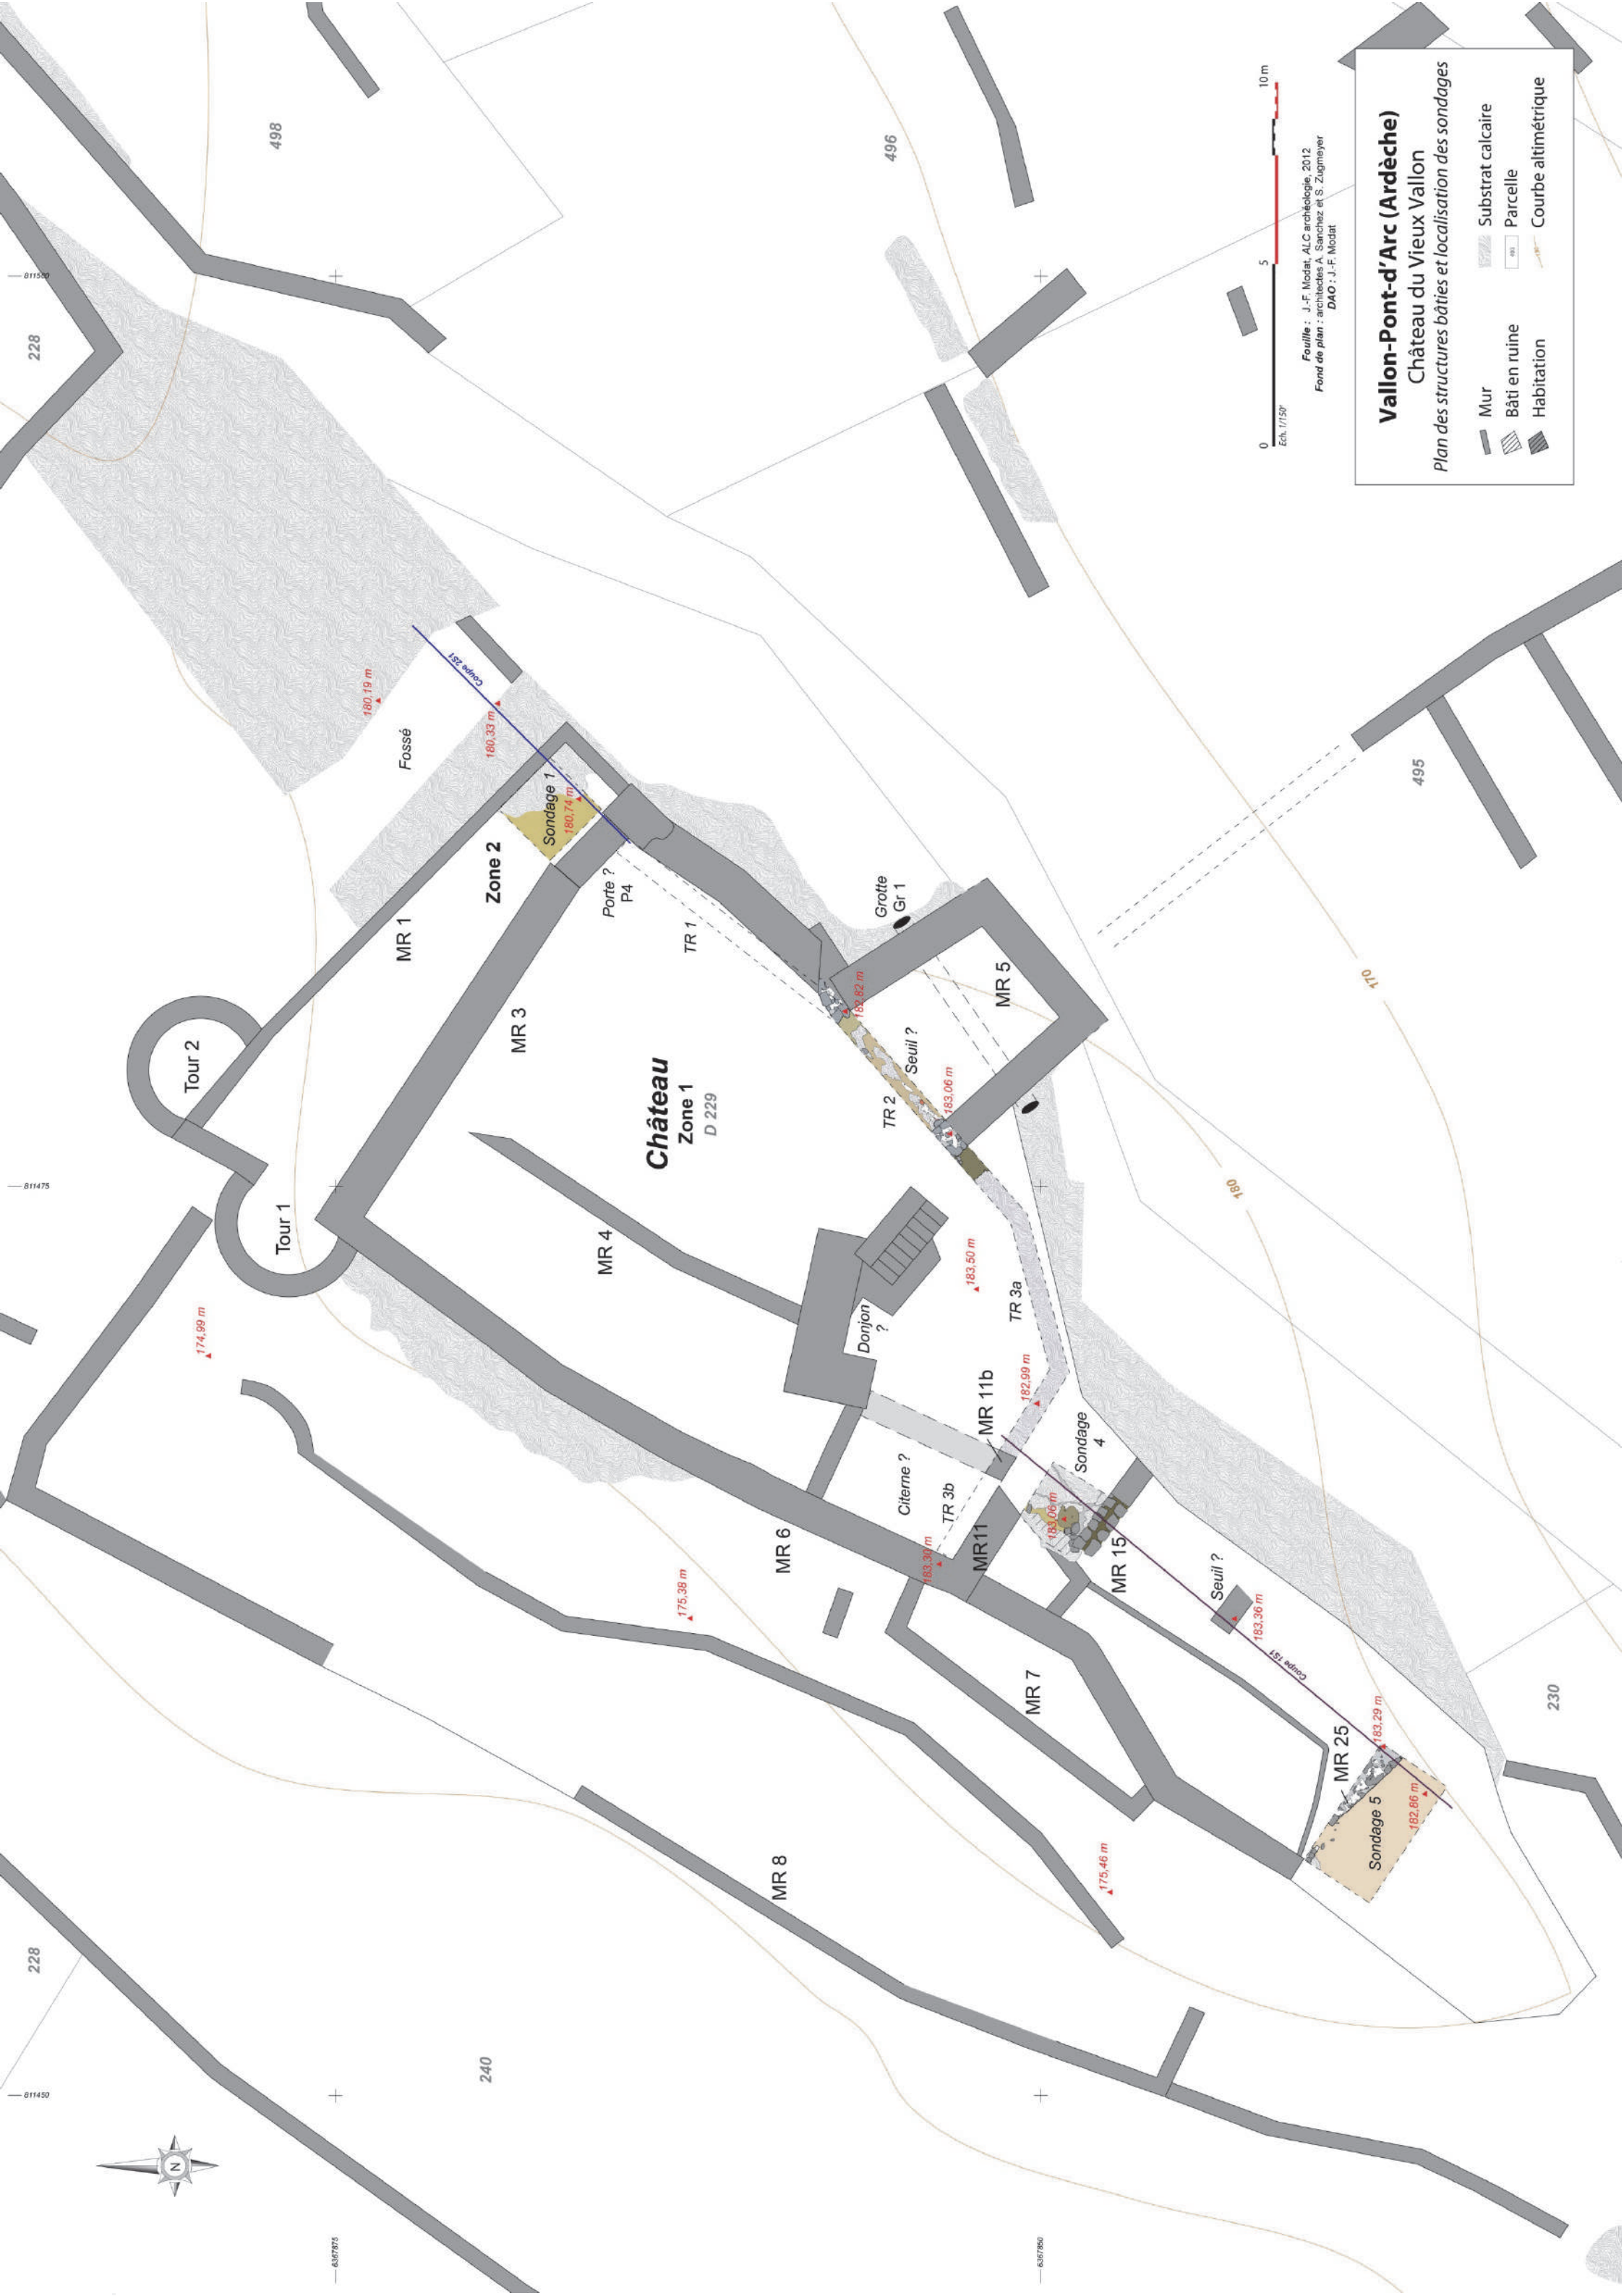 811450
811475
811500
228
228
N
174,99 m
Tour 2
Tour 1
498
6367875
180,19 m
Fossé
MR 1
Coupe 2S1
240
180,33 m
Zone 2
MR 3
Sondage 1
180,74 m
MR 4
Porte ?
P4
Château
Zone 1
D 229
175,38 m
TR 1
MR 8
MR 6
182,82 m
Donjon
?
Grotte
Gr 1
496
TR 2
Seuil ?
Citerne ?
183,30 m
TR 3b
183,06 m
183,50 m
MR11
MR 11b
MR 5
TR 3a
182,99 m
MR 7
6367850
183,06 m
Sondage
4
175,46 m
MR 15
Seuil ?
180
183,36 m
Coupe 1S1
MR 25
Sondage 5
183,29 m
170
182,86 m
495
230
0 5 10 m
Ech. 1/150°
Fouille : J.-F. Modat, ALC archéologie, 2012
Fond de plan : architectes A. Sanchez et S. Zugmeyer
DAO : J.-F. Modat
Vallon-Pont-d'Arc (Ardèche)
Château du Vieux Vallon
Plan des structures bâties et localisation des sondages
Mur
Substrat calcaire
Bâti en ruine
Parcelle
Habitation
Courbe altimétrique